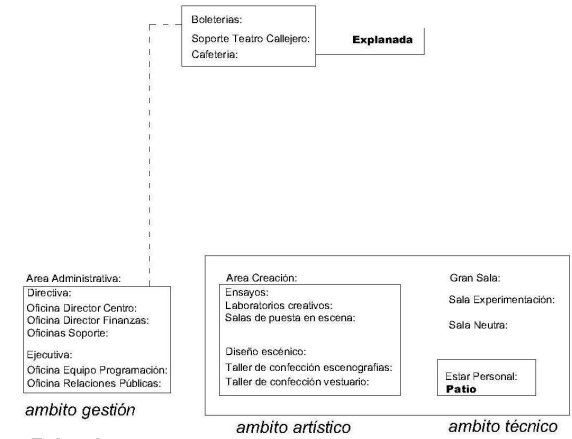 Boleterias:
Soporte Teatro Callejero:
Cafeteria:
Explanada
Area Administrativa:
Directiva:
Oficina Director Centro:
Oficina Director Finanzas:
Oficinas Soporte:
Ejecutiva:
Oficina Equipo Programación:
Oficina Relaciones Públicas:
ambito gestión
Area Creación:
Ensayos:
Laboratorios creativos:
Salas de puesta en escena:
Diseño escénico:
Taller de confección escenografias:
Taller de confección vestuario:
ambito artístico
Gran Sala:
Sala Experimentación:
Sala Neutra:
Estar Personal:
Patio
ambito técnico